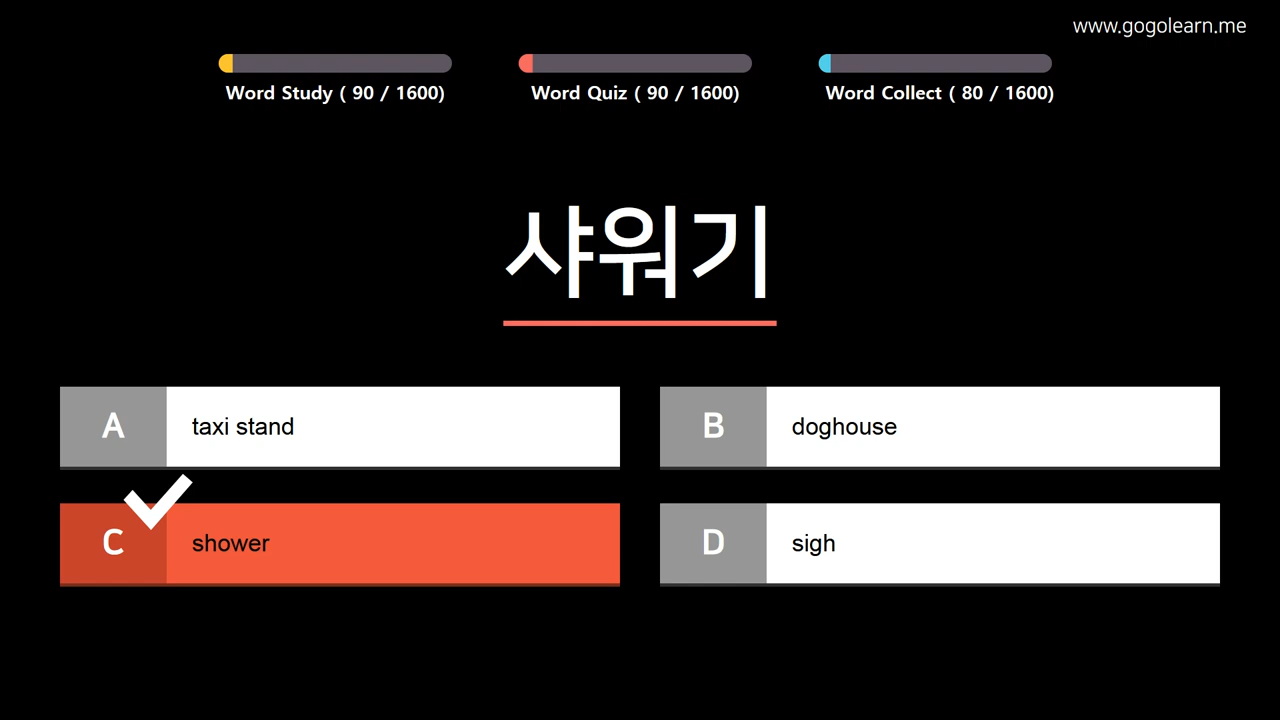 www.gogolearn.me
Word Study ( 90 / 1600)
Word Quiz ( 90 / 1600)
Word Collect ( 80 / 1600)
샤워기
A taxi stand
B doghouse
C shower
D sigh